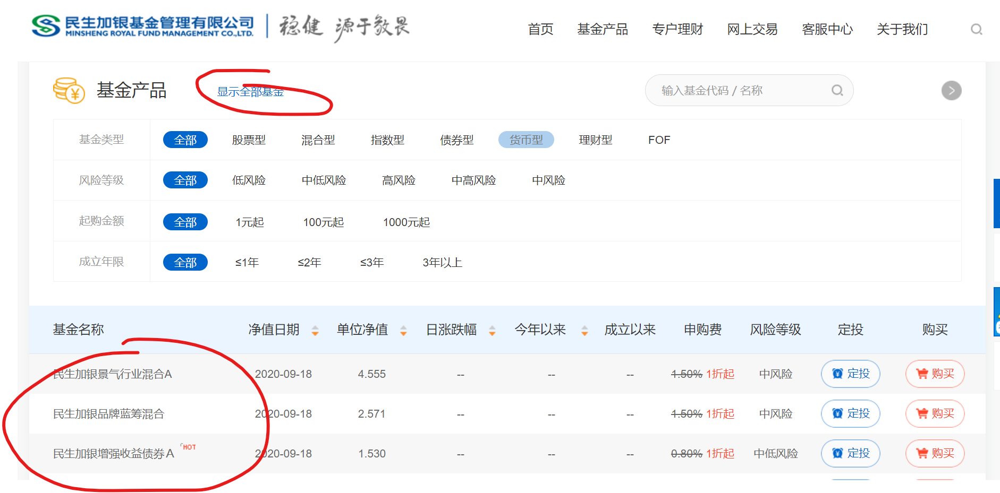 民生加银基金管理有限公司
MINSHENG ROYAL FUND MANAGEMENT CO.,LTD.
稳健 源于敬畏
首页 基金产品 专户理财 网上交易 客服中心 关于我们
基金产品 显示全部基金 输入基金代码 / 名称
基金类型 全部 股票型 混合型 指数型 债券型 货币型 理财型 FOF
风险等级 全部 低风险 中低风险 高风险 中高风险 中风险
起购金额 全部 1元起 100元起 1000元起
成立年限 全部 ≤1年 ≤2年 ≤3年 3年以上
基金名称 净值日期 单位净值 日涨跌幅 今年以来 成立以来 申购费 风险等级 定投 购买
民生加银景气行业混合A 2020-09-18 4.555 -- -- -- 1.50% 1折起 中风险 定投 购买
民生加银品牌蓝筹混合 2020-09-18 2.571 -- -- -- 1.50% 1折起 中风险 定投 购买
民生加银增强收益债券A HOT 2020-09-18 1.530 -- -- -- 0.80% 1折起 中低风险 定投 购买